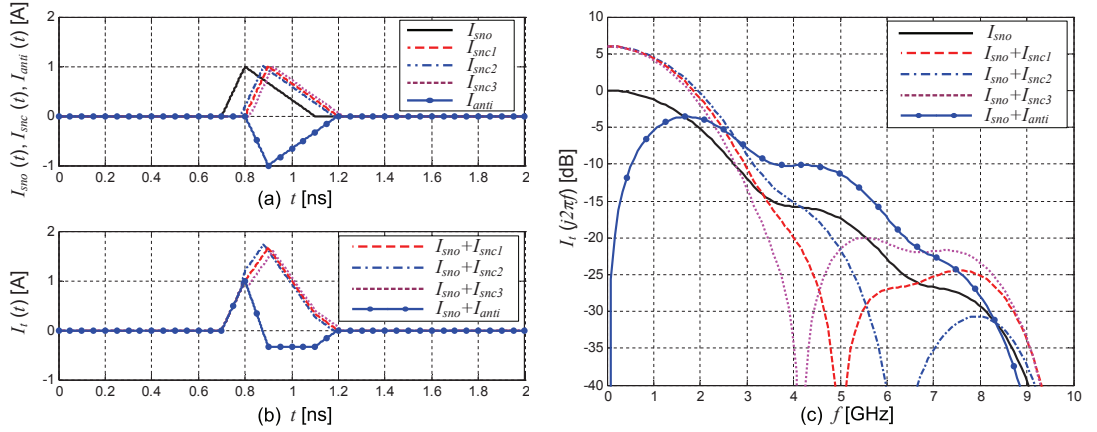 I_sno (t), I_snc (t), I_anti (t) [A]
2
1
0
-1
I_sno
I_snc1
I_snc2
I_snc3
I_anti
0 0.2 0.4 0.6 0.8 1 1.2 1.4 1.6 1.8 2
(a) t [ns]
I_t (t) [A]
2
1
0
-1
I_sno+I_snc1
I_sno+I_snc2
I_sno+I_snc3
I_sno+I_anti
0 0.2 0.4 0.6 0.8 1 1.2 1.4 1.6 1.8 2
(b) t [ns]
I_t (j2πf) [dB]
10
5
0
-5
-10
-15
-20
-25
-30
-35
-40
I_sno
I_sno+I_snc1
I_sno+I_snc2
I_sno+I_snc3
I_sno+I_anti
0 1 2 3 4 5 6 7 8 9 10
(c) f [GHz]